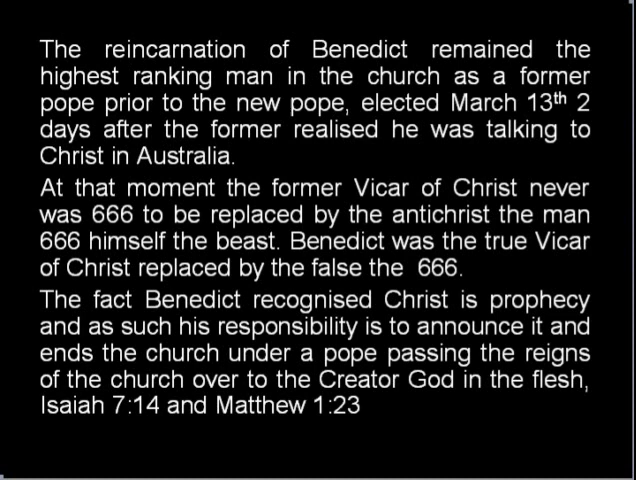 The reincarnation of Benedict remained the
highest ranking man in the church as a former
pope prior to the new pope, elected March 13th 2
days after the former realised he was talking to
Christ in Australia.
At that moment the former Vicar of Christ never
was 666 to be replaced by the antichrist the man
666 himself the beast. Benedict was the true Vicar
of Christ replaced by the false the 666.
The fact Benedict recognised Christ is prophecy
and as such his responsibility is to announce it and
ends the church under a pope passing the reigns
of the church over to the Creator God in the flesh,
Isaiah 7:14 and Matthew 1:23